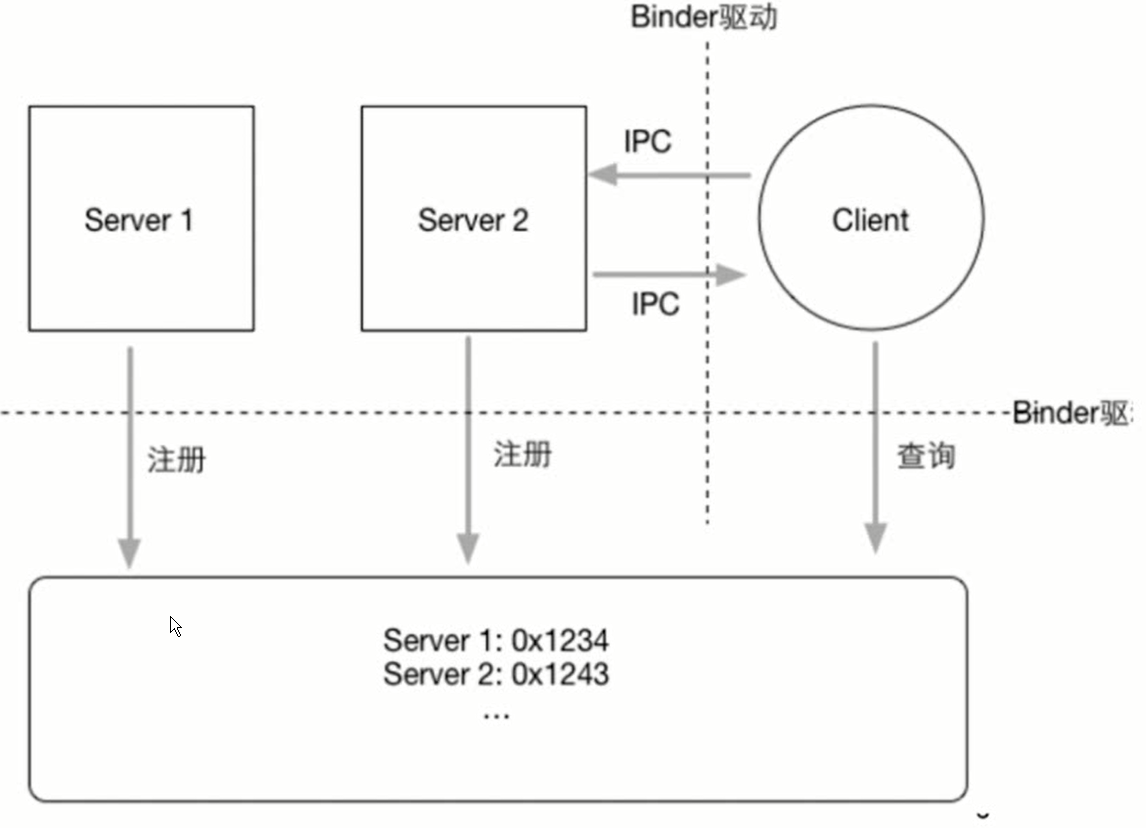 Binder驱动
IPC
Server 1
Server 2
Client
IPC
Binder驱
注册
注册
查询
Server 1: 0x1234
Server 2: 0x1243
...